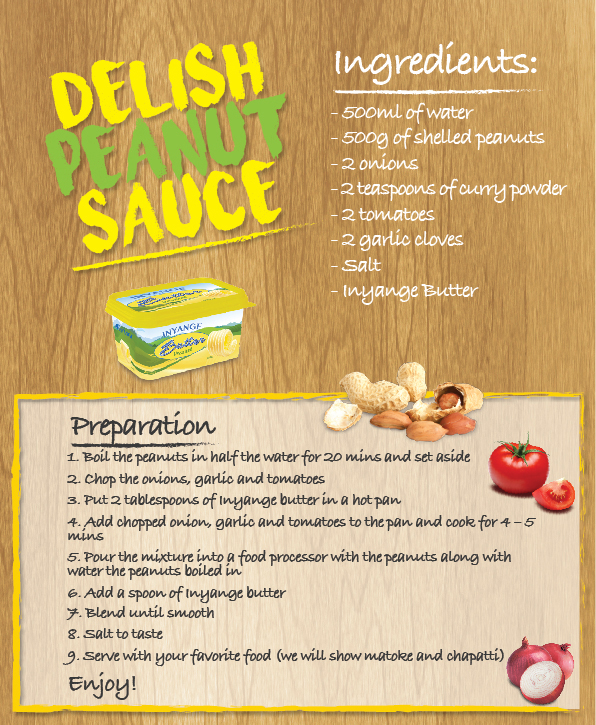 DELISH
PEANUT
SAUCE
Ingredients:
- 500ml of water
- 500g of shelled peanuts
- 2 onions
- 2 teaspoons of curry powder
- 2 tomatoes
- 2 garlic cloves
- Salt
- Inyange Butter
INYANGE
INYANGE
Butter
Preparation
1. Boil the peanuts in half the water for 20 mins and set aside
2. Chop the onions, garlic and tomatoes
3. Put 2 tablespoons of Inyange butter in a hot pan
4. Add chopped onion, garlic and tomatoes to the pan and cook for 4 – 5
mins
5. Pour the mixture into a food processor with the peanuts along with
water the peanuts boiled in
6. Add a spoon of Inyange butter
7. Blend until smooth
8. Salt to taste
9. Serve with your favorite food (we will show matoke and chapatti)
Enjoy!